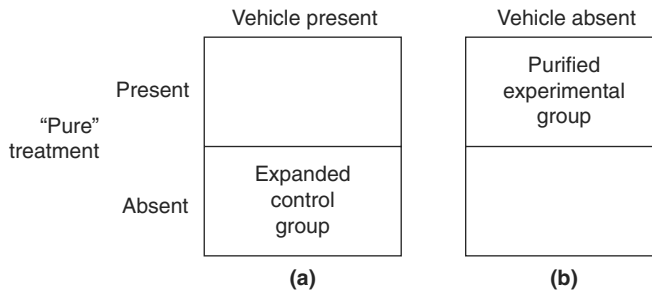 Vehicle present
Vehicle absent
Present
Purified
experimental
group
“Pure”
treatment
Absent
Expanded
control
group
(a)
(b)